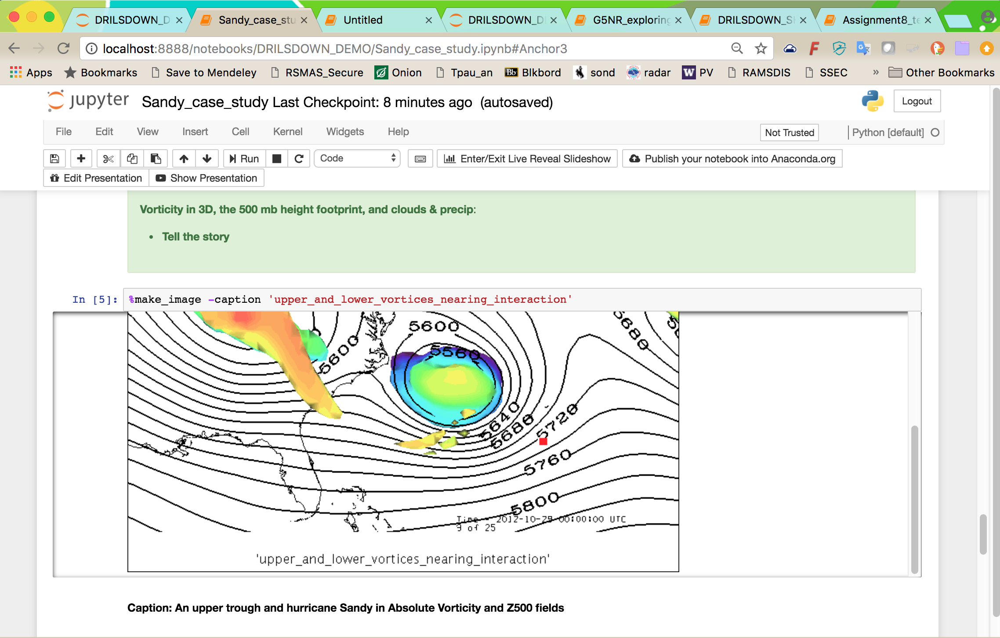 DRILSDOWN_D
Sandy_case_stu
Untitled
DRILSDOWN_D
G5NR_exploring
DRILSDOWN_S
Assignment8_te
localhost:8888/notebooks/DRILSDOWN_DEMO/Sandy_case_study.ipynb#Anchor3
Apps Bookmarks Save to Mendeley RSMAS_Secure Onion Tpau_an Bb Blkbord sond radar W PV RAMSDIS SSEC » Other Bookmarks
jupyter Sandy_case_study Last Checkpoint: 8 minutes ago (autosaved) Logout
File Edit View Insert Cell Kernel Widgets Help Not Trusted Python [default]
Run Code Enter/Exit Live Reveal Slideshow Publish your notebook into Anaconda.org
Edit Presentation Show Presentation
Vorticity in 3D, the 500 mb height footprint, and clouds & precip:
• Tell the story
In [5]: %make_image -caption 'upper_and_lower_vortices_nearing_interaction'
5600
5680
5600
5560
5640
5680
5720
5760
5800
Time - 2012-10-29 00:00:00 UTC
9 of 25
'upper_and_lower_vortices_nearing_interaction'
Caption: An upper trough and hurricane Sandy in Absolute Vorticity and Z500 fields